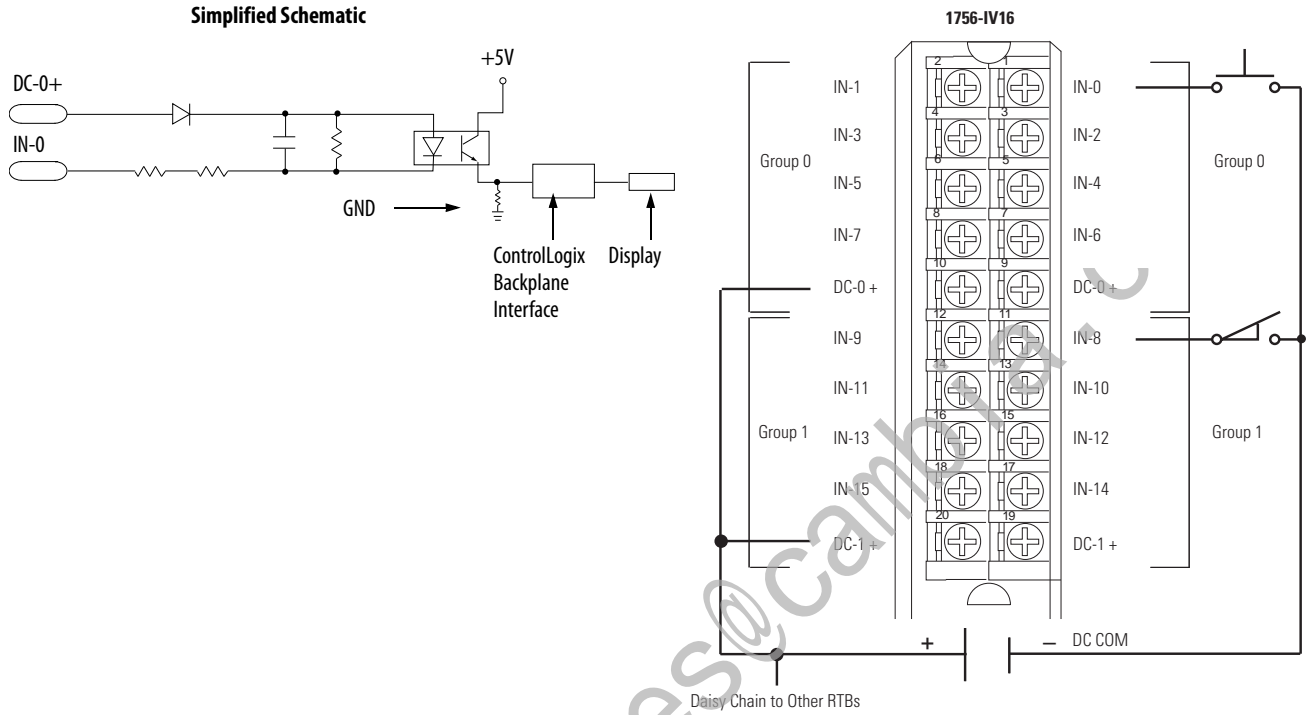 Simplified Schematic
DC-0+
IN-0
+5V
GND
ControlLogix
Backplane
Interface
Display
1756-IV16
2 1
IN-1 IN-0
4 3
IN-3 IN-2
Group 0 Group 0
6 5
IN-5 IN-4
8 7
IN-7 IN-6
10 9
DC-0 + DC-0 +
12 11
IN-9 IN-8
14 13
IN-11 IN-10
16 15
Group 1 IN-13 IN-12 Group 1
18 17
IN-15 IN-14
20 19
DC-1 + DC-1 +
+ – DC COM
Daisy Chain to Other RTBs
es@cambia.c